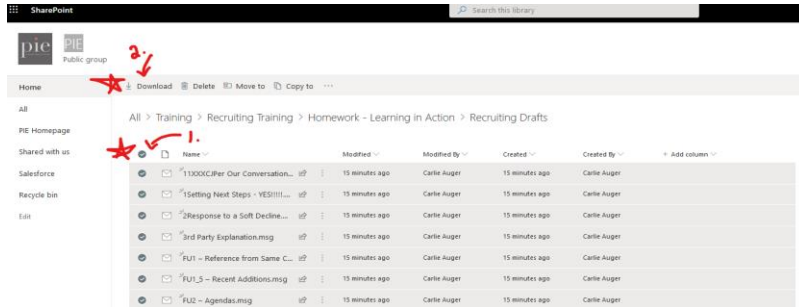 SharePoint
Search this library
pie
PIE
Public group
2.
Home
Download Delete Move to Copy to ...
All
All > Training > Recruiting Training > Homework - Learning in Action > Recruiting Drafts
PIE Homepage
1.
Shared with us
Name Modified Modified By Created Created By + Add column
Salesforce
11XXXCJPer Our Conversation... 15 minutes ago Carlie Auger 15 minutes ago Carlie Auger
Recycle bin
1Setting Next Steps - YES!!!!!... 15 minutes ago Carlie Auger 15 minutes ago Carlie Auger
Edit
2Response to a Soft Decline.... 15 minutes ago Carlie Auger 15 minutes ago Carlie Auger
3rd Party Explanation.msg 15 minutes ago Carlie Auger 15 minutes ago Carlie Auger
FU1 – Reference from Same C... 15 minutes ago Carlie Auger 15 minutes ago Carlie Auger
FU1_5 – Recent Additions.msg 15 minutes ago Carlie Auger 15 minutes ago Carlie Auger
FU2 – Agendas.msg 15 minutes ago Carlie Auger 15 minutes ago Carlie Auger